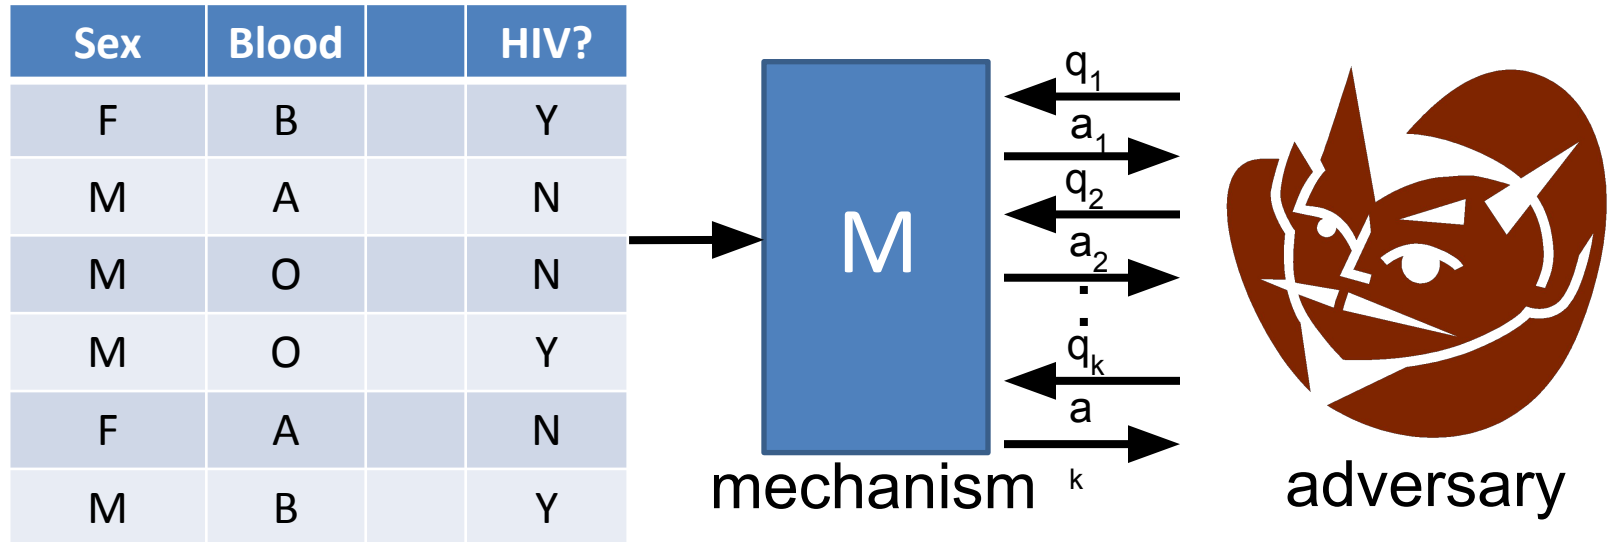 Sex Blood HIV?
F B Y
M A N
M O N
M O Y
F A N
M B Y
M
mechanism
q1
a1
q2
a2
:
qk
a
k
adversary